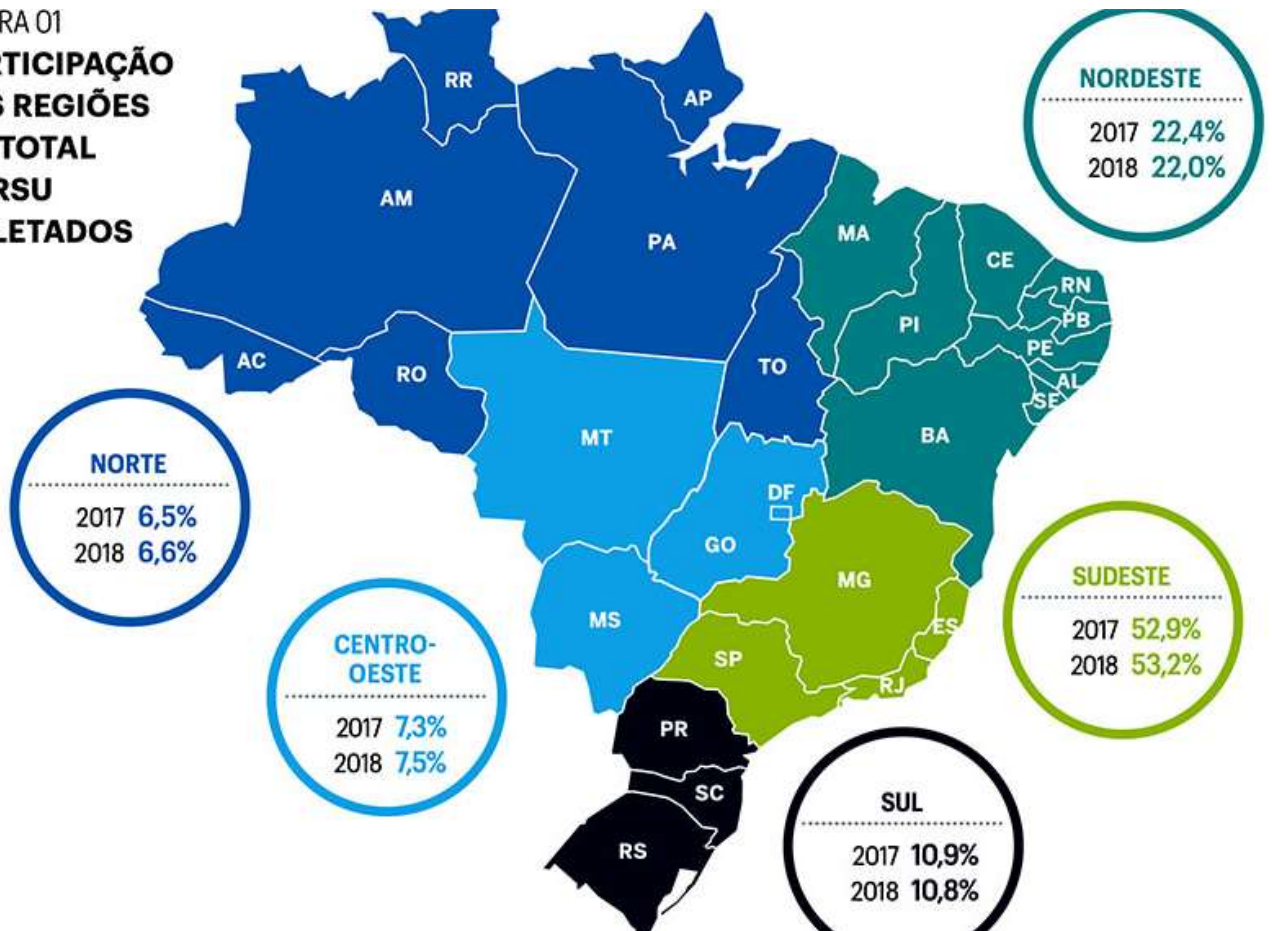 RA 01
RTICIPAÇÃO
S REGIÕES
TOTAL
RSU
LETADOS
NORDESTE
2017 22,4%
2018 22,0%
RR
AP
AM
PA
MA
CE
RN
PB
PI
PE
AL
SE
AC
RO
TO
BA
MT
DF
GO
NORTE
2017 6,5%
2018 6,6%
MG
ES
MS
SP
RJ
SUDESTE
2017 52,9%
2018 53,2%
CENTRO-
OESTE
2017 7,3%
2018 7,5%
PR
SC
RS
SUL
2017 10,9%
2018 10,8%